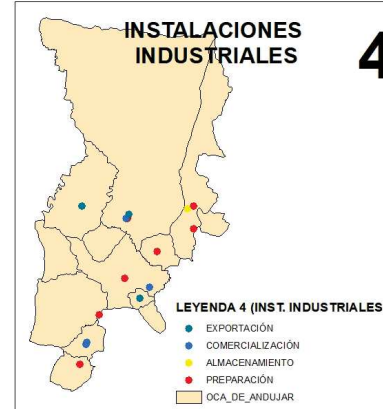 INSTALACIONES
INDUSTRIALES
4
LEYENDA 4 (INST. INDUSTRIALES
EXPORTACIÓN
COMERCIALIZACIÓN
ALMACENAMIENTO
PREPARACIÓN
OCA_DE_ANDUJAR